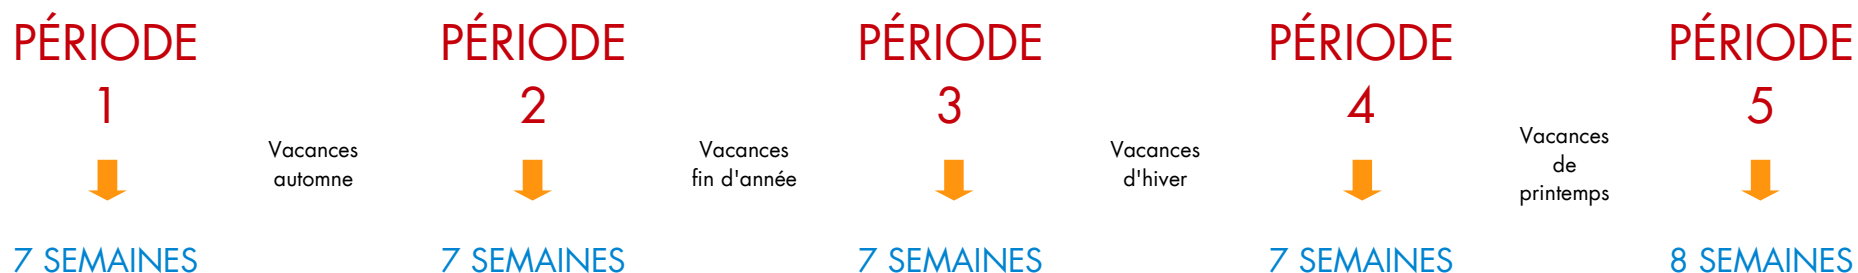 PÉRIODE
1
7 SEMAINES
Vacances
automne
PÉRIODE
2
7 SEMAINES
Vacances
fin d'année
PÉRIODE
3
7 SEMAINES
Vacances
d'hiver
PÉRIODE
4
7 SEMAINES
Vacances
de
printemps
PÉRIODE
5
8 SEMAINES